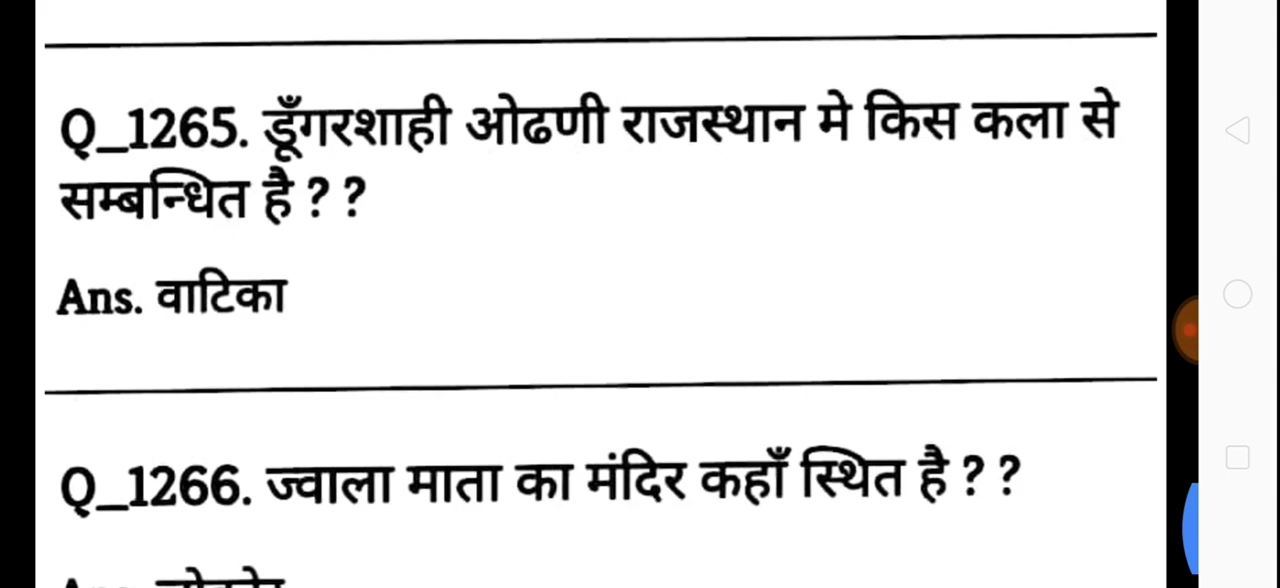 Q_1265. डूँगरशाही ओढणी राजस्थान मे किस कला से
सम्बन्धित है ? ?
Ans. वाटिका
Q_1266. ज्वाला माता का मंदिर कहाँ स्थित है ? ?